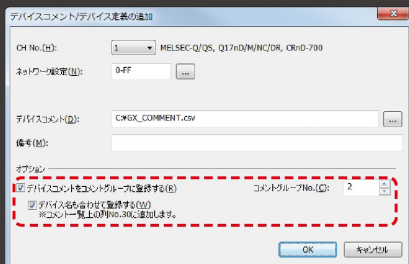 デバイスコメント/デバイス定義の追加
CH No.(H): 1 MELSEC-Q/QS, Q17nD/M/NC/DR, CRnD-700
ネットワーク設定(N): 0-FF ...
デバイスコメント(D): C:¥GX_COMMENT.csv ...
備考(M):
オプション
デバイスコメントをコメントグループに登録する(R) コメントグループNo.(C): 2
デバイス名も合わせて登録する(W)
※コメント一覧上の列No.30に追加します。
OK キャンセル